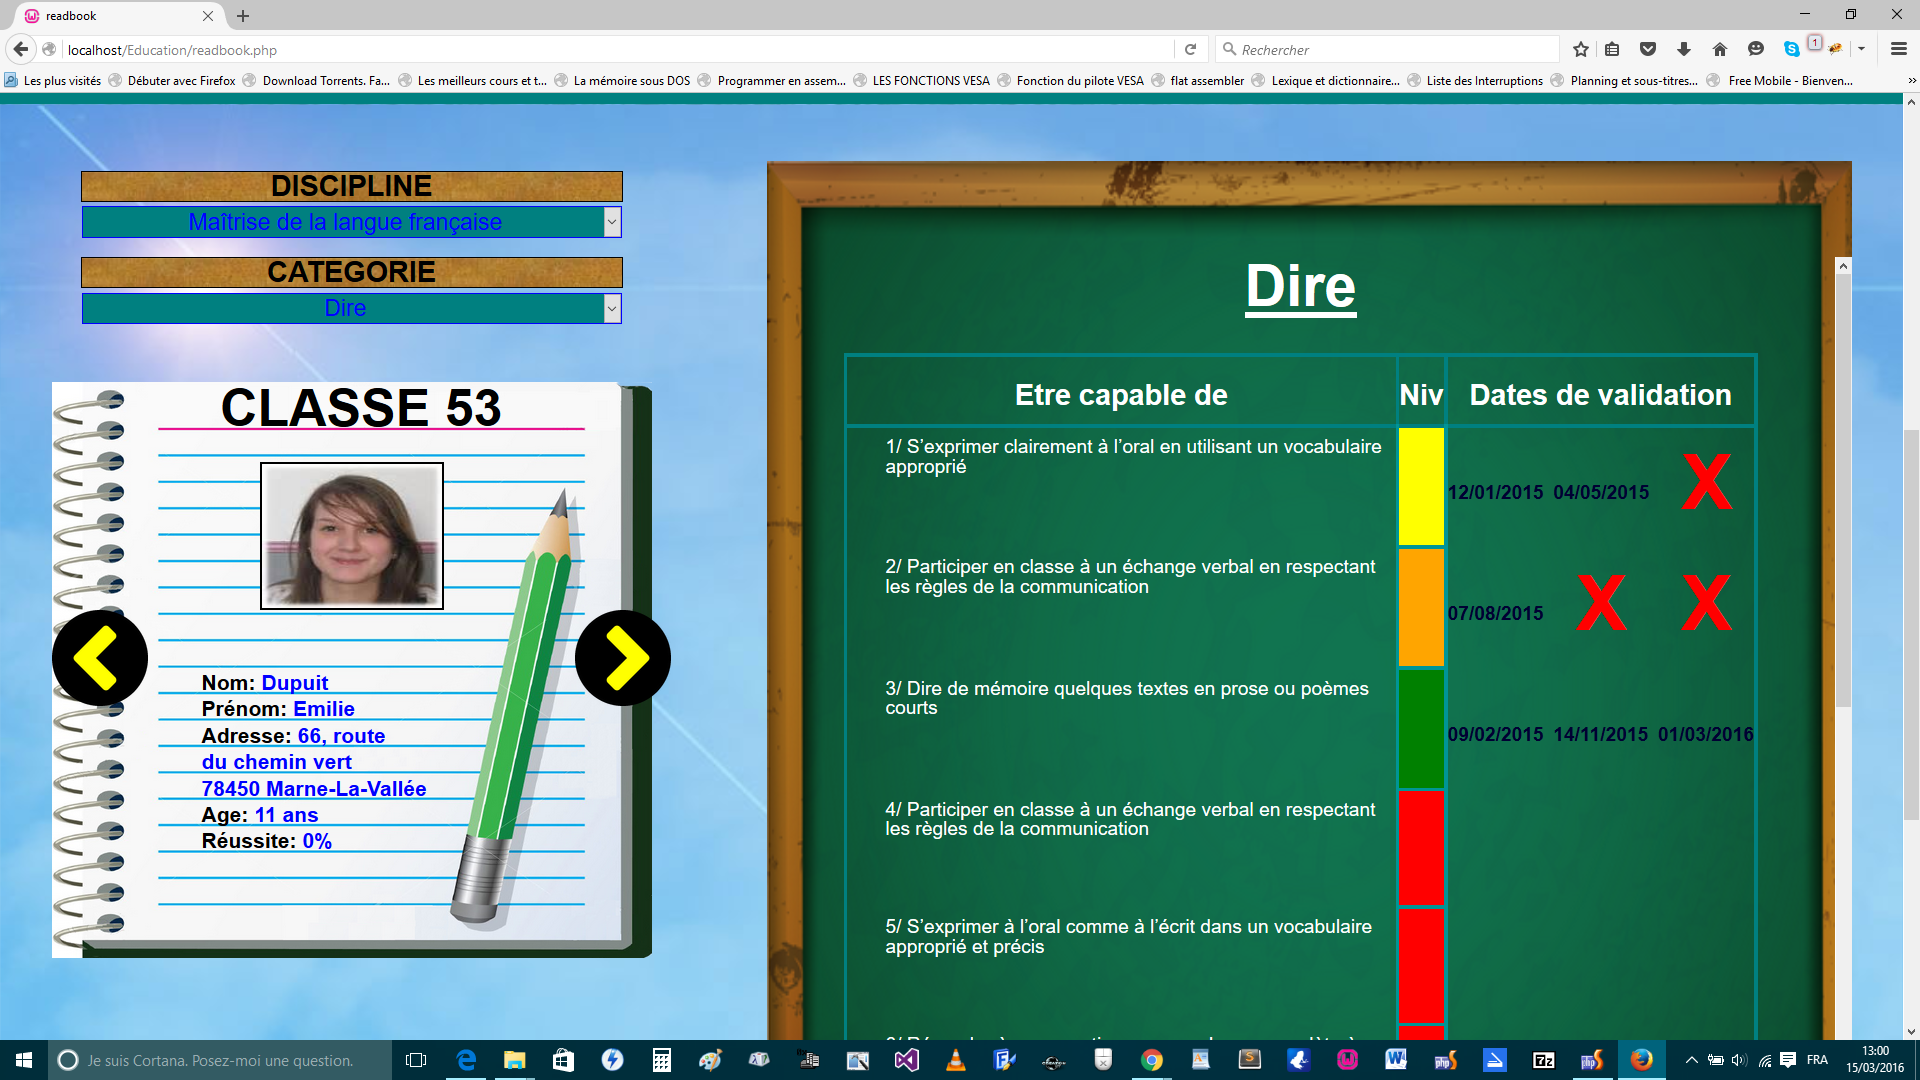 readbook
localhost/Education/readbook.php
Rechercher
1
Les plus visités
Débuter avec Firefox
Download Torrents. Fa...
Les meilleurs cours et t...
La mémoire sous DOS
Programmer en assem...
LES FONCTIONS VESA
Fonction du pilote VESA
flat assembler
Lexique et dictionnaire...
Liste des Interruptions
Planning et sous-titres...
Free Mobile - Bienven...
DISCIPLINE
Maîtrise de la langue française
CATEGORIE
Dire
CLASSE 53
Nom: Dupuit
Prénom: Emilie
Adresse: 66, route
du chemin vert
78450 Marne-La-Vallée
Age: 11 ans
Réussite: 0%
Dire
Etre capable de Niv Dates de validation
1/ S'exprimer clairement à l'oral en utilisant un vocabulaire
approprié
12/01/2015 04/05/2015 X
2/ Participer en classe à un échange verbal en respectant
les règles de la communication
07/08/2015 X X
3/ Dire de mémoire quelques textes en prose ou poèmes
courts
09/02/2015 14/11/2015 01/03/2016
4/ Participer en classe à un échange verbal en respectant
les règles de la communication
5/ S'exprimer à l'oral comme à l'écrit dans un vocabulaire
approprié et précis
Je suis Cortana. Posez-moi une question.
FRA
13:00
15/03/2016